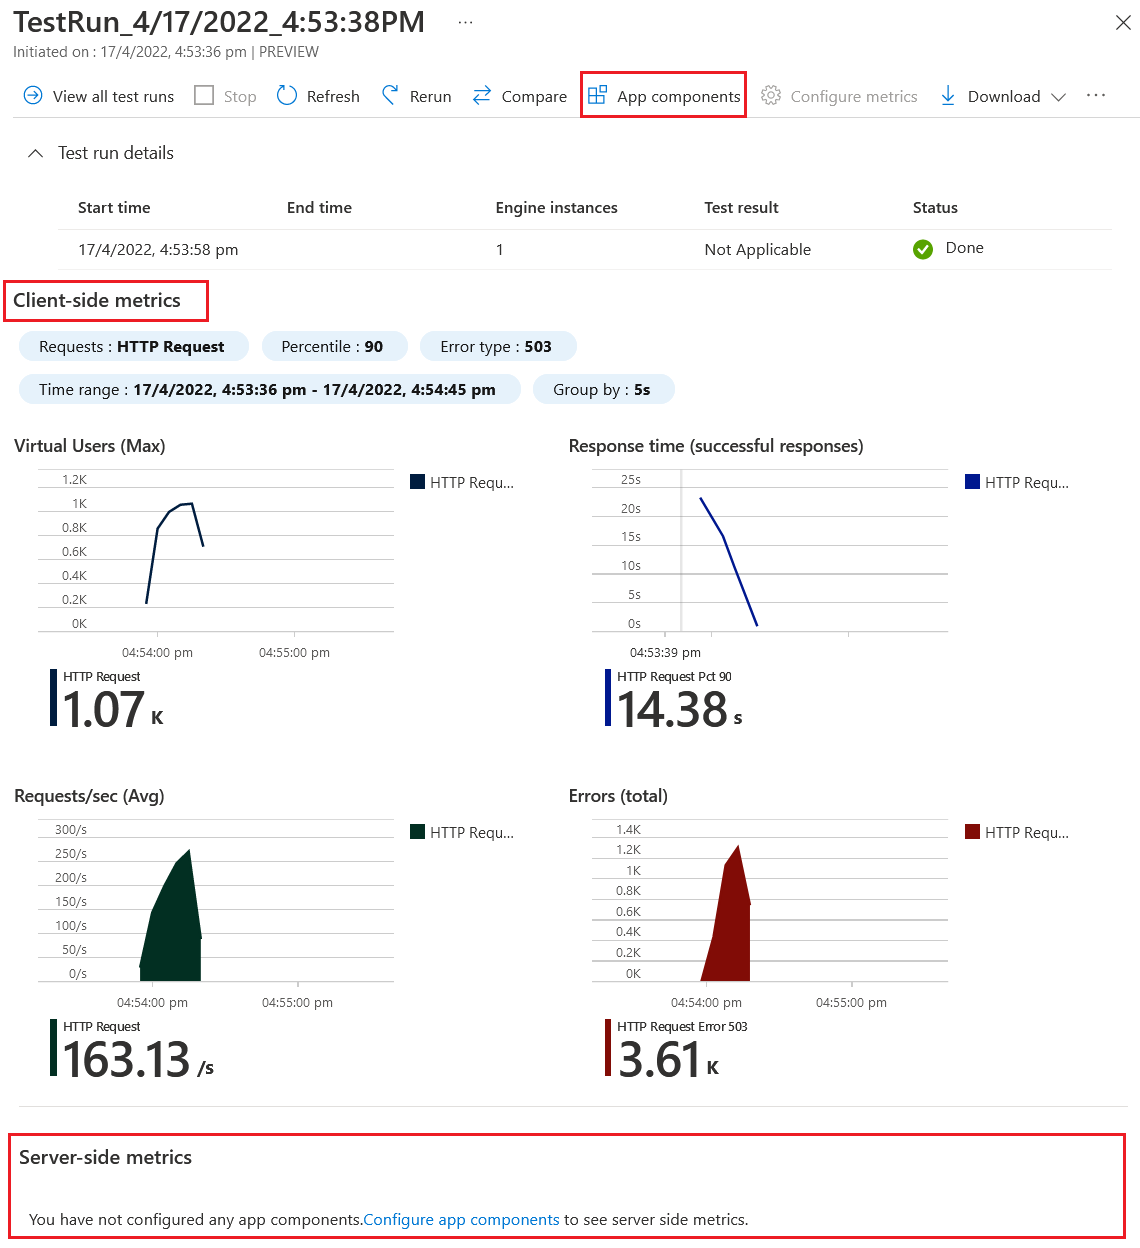 TestRun_4/17/2022_4:53:38PM ...
Initiated on : 17/4/2022, 4:53:36 pm | PREVIEW
View all test runs Stop Refresh Rerun Compare App components Configure metrics Download ...
Test run details
Start time End time Engine instances Test result Status
17/4/2022, 4:53:58 pm 1 Not Applicable Done
Client-side metrics
Requests : HTTP Request Percentile : 90 Error type : 503
Time range : 17/4/2022, 4:53:36 pm - 17/4/2022, 4:54:45 pm Group by : 5s
Virtual Users (Max)
1.2K
1K
0.8K
0.6K
0.4K
0.2K
0K
04:54:00 pm 04:55:00 pm
HTTP Requ...
HTTP Request
1.07 K
Response time (successful responses)
25s
20s
15s
10s
5s
0s
04:53:39 pm
HTTP Requ...
HTTP Request Pct 90
14.38 s
Requests/sec (Avg)
300/s
250/s
200/s
150/s
100/s
50/s
0/s
04:54:00 pm 04:55:00 pm
HTTP Requ...
HTTP Request
163.13 /s
Errors (total)
1.4K
1.2K
1K
0.8K
0.6K
0.4K
0.2K
0K
04:54:00 pm 04:55:00 pm
HTTP Requ...
HTTP Request Error 503
3.61 K
Server-side metrics
You have not configured any app components.Configure app components to see server side metrics.